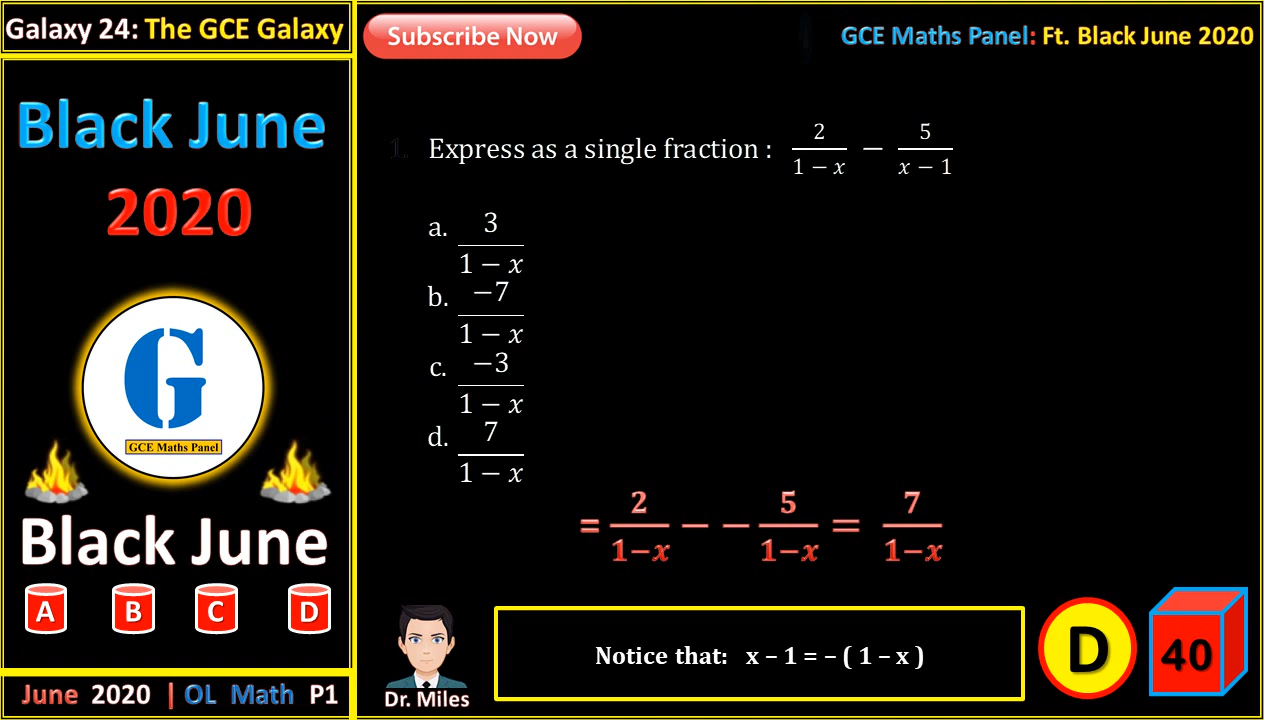 Galaxy 24: The GCE Galaxy
Subscribe Now
GCE Maths Panel: Ft. Black June 2020
Black June
2020
G
GCE Maths Panel
Black June
A B C D
June 2020 | OL Math P1
1. Express as a single fraction : 2/(1 − x) − 5/(x − 1)
a. 3/(1 − x)
b. −7/(1 − x)
c. −3/(1 − x)
d. 7/(1 − x)
= 2/(1−x) − − 5/(1−x) = 7/(1−x)
Dr. Miles
Notice that: x – 1 = – ( 1 – x )
D
40